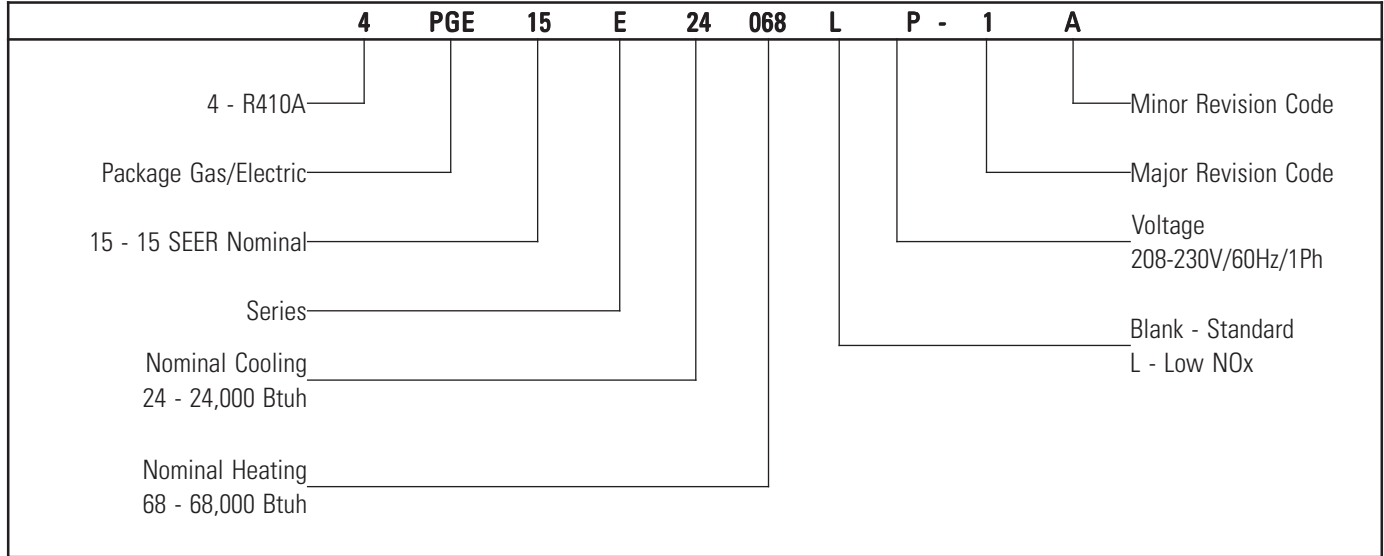 4 PGE 15 E 24 068 L P - 1 A
4 - R410A
Package Gas/Electric
15 - 15 SEER Nominal
Series
Nominal Cooling
24 - 24,000 Btuh
Nominal Heating
68 - 68,000 Btuh
Minor Revision Code
Major Revision Code
Voltage
208-230V/60Hz/1Ph
Blank - Standard
L - Low NOx